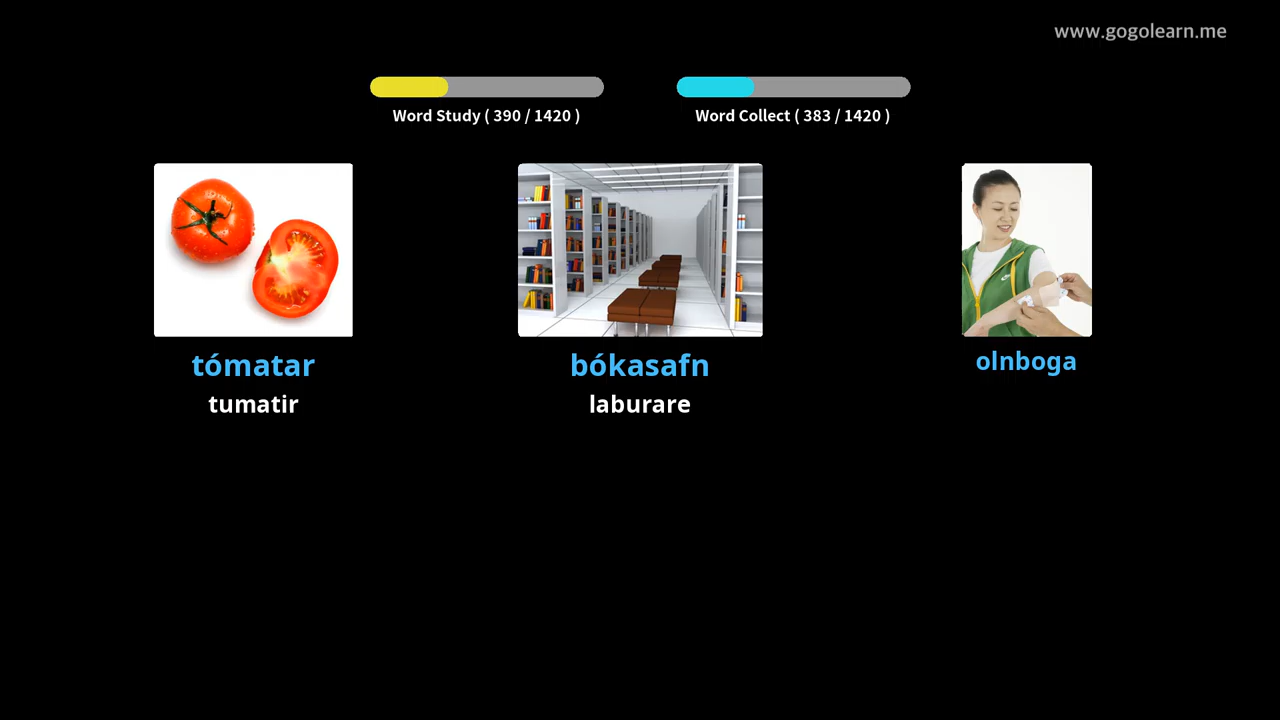 www.gogolearn.me
Word Study ( 390 / 1420 )
Word Collect ( 383 / 1420 )
tómatar
bókasafn
olnboga
tumatir
laburare